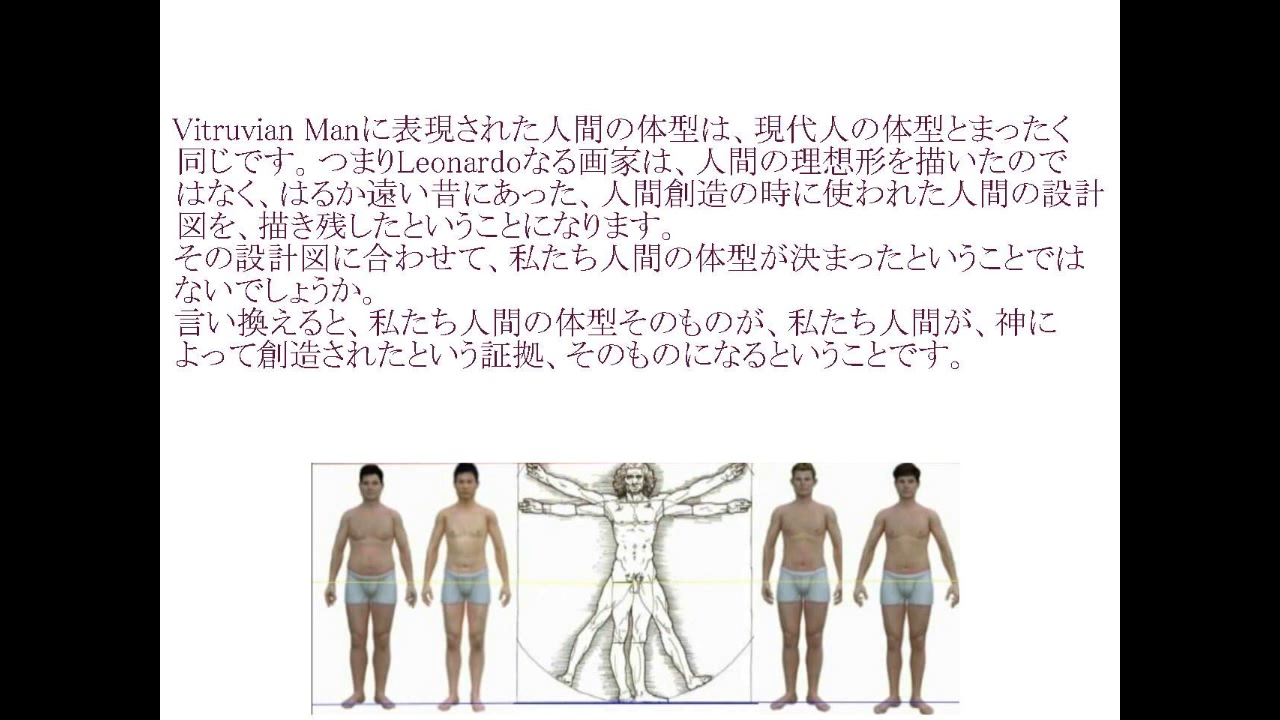 Vitruvian Manに表現された人間の体型は、現代人の体型とまったく
同じです。つまりLeonardoなる画家は、人間の理想形を描いたので
はなく、はるか遠い昔にあった、人間創造の時に使われた人間の設計
図を、描き残したということになります。
その設計図に合わせて、私たち人間の体型が決まったということでは
ないでしょうか。
言い換えると、私たち人間の体型そのものが、私たち人間が、神に
よって創造されたという証拠、そのものになるということです。